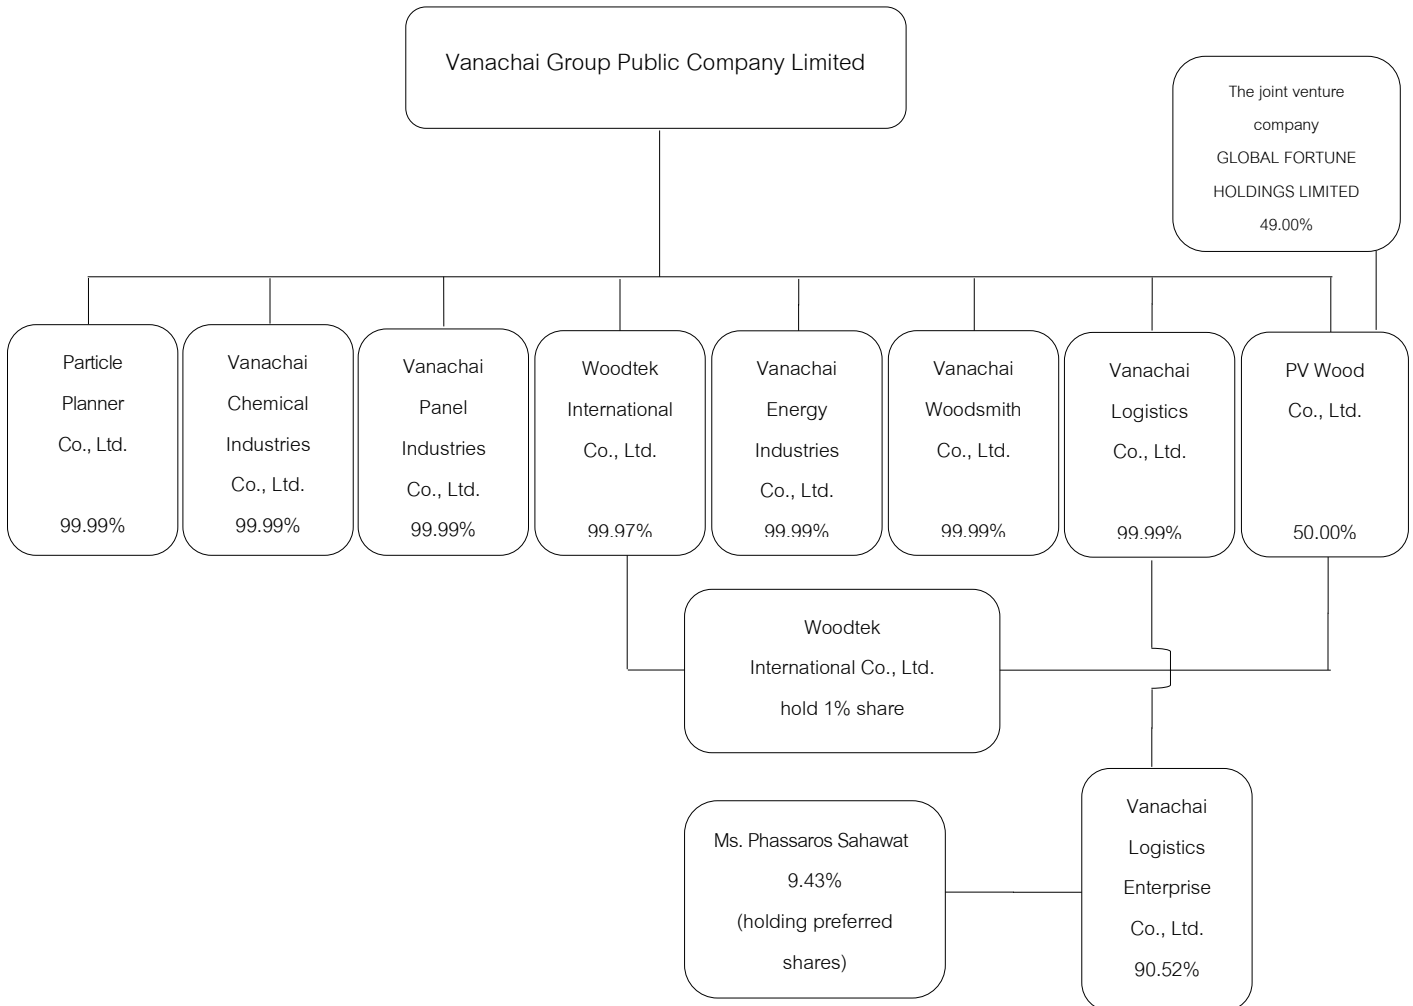 Vanachai Group Public Company Limited
The joint venture
company
GLOBAL FORTUNE
HOLDINGS LIMITED
49.00%
Particle
Planner
Co., Ltd.
99.99%
Vanachai
Chemical
Industries
Co., Ltd.
99.99%
Vanachai
Panel
Industries
Co., Ltd.
99.99%
Woodtek
International
Co., Ltd.
99.97%
Vanachai
Energy
Industries
Co., Ltd.
99.99%
Vanachai
Woodsmith
Co., Ltd.
99.99%
Vanachai
Logistics
Co., Ltd.
99.99%
PV Wood
Co., Ltd.
50.00%
Woodtek
International Co., Ltd.
hold 1% share
Ms. Phassaros Sahawat
9.43%
(holding preferred
shares)
Vanachai
Logistics
Enterprise
Co., Ltd.
90.52%